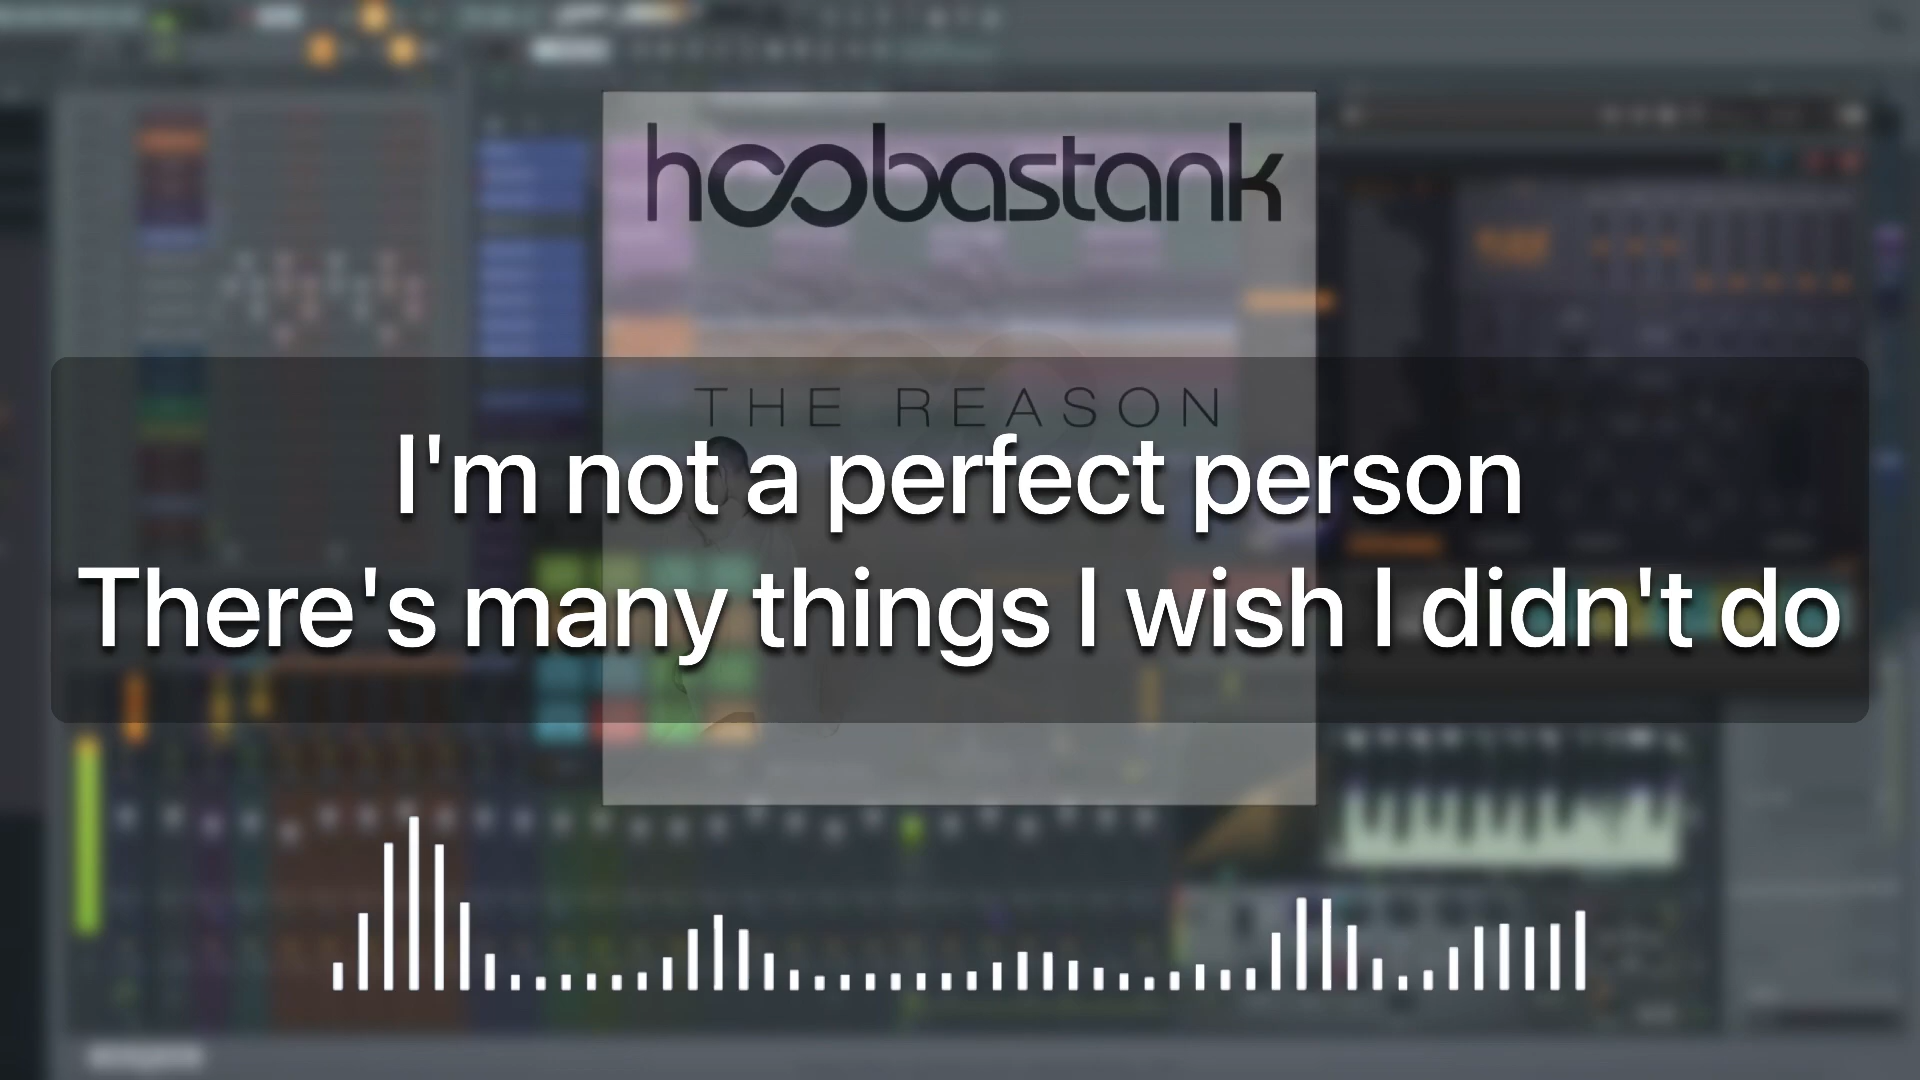 hoobastank
THE REASON
I'm not a perfect person
There's many things I wish I didn't do